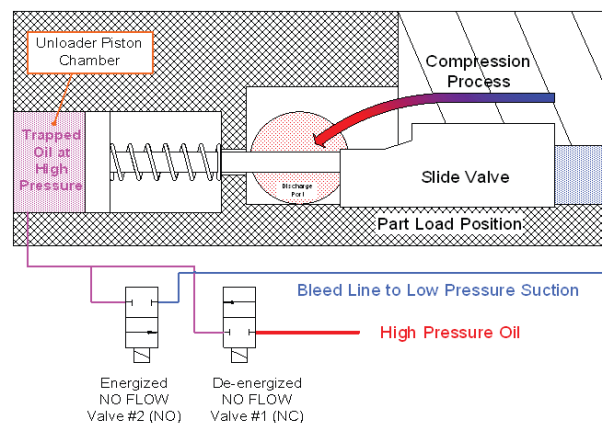 Unloader Piston
Chamber
Compression
Process
Trapped
Oil at
High
Pressure
Discharge
Port
Slide Valve
Part Load Position
Bleed Line to Low Pressure Suction
High Pressure Oil
Energized
NO FLOW
Valve #2 (NO)
De-energized
NO FLOW
Valve #1 (NC)